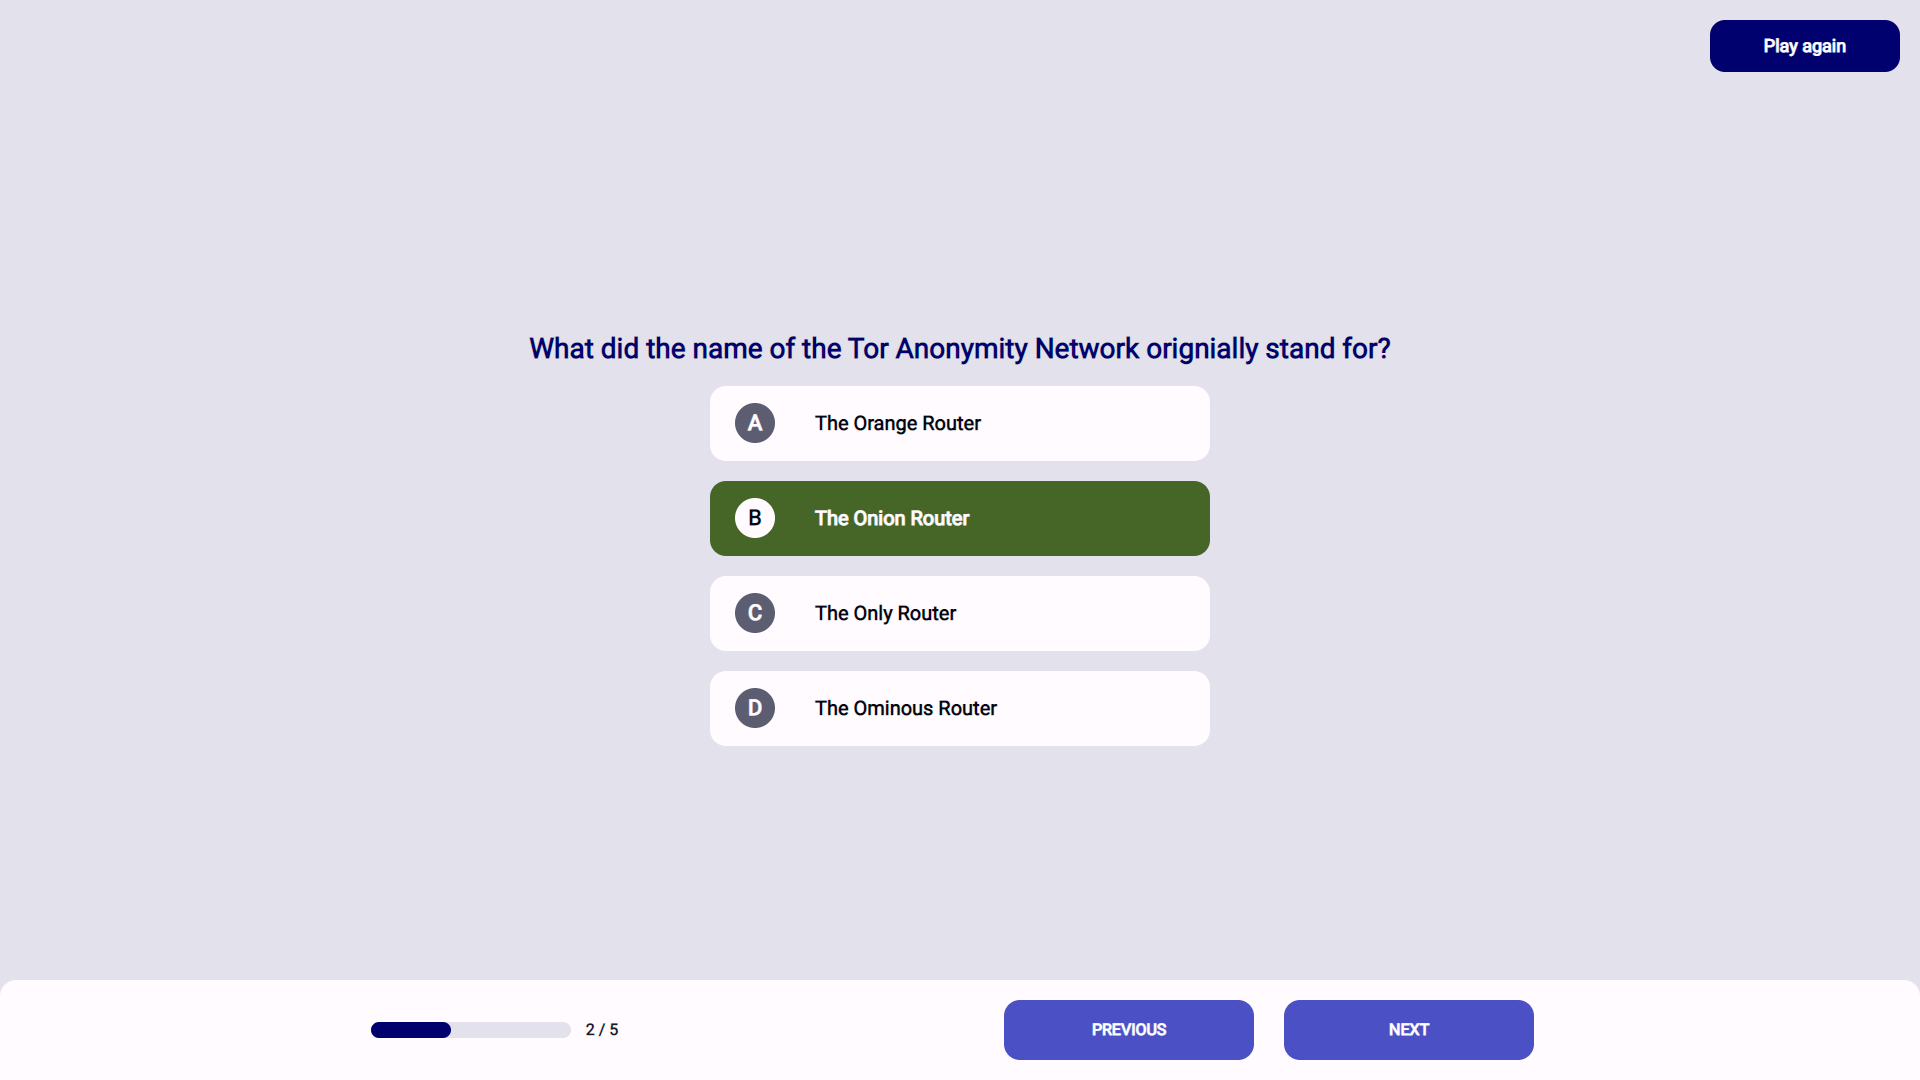 Play again
What did the name of the Tor Anonymity Network orignially stand for?
A The Orange Router
B The Onion Router
C The Only Router
D The Ominous Router
2 / 5
PREVIOUS
NEXT